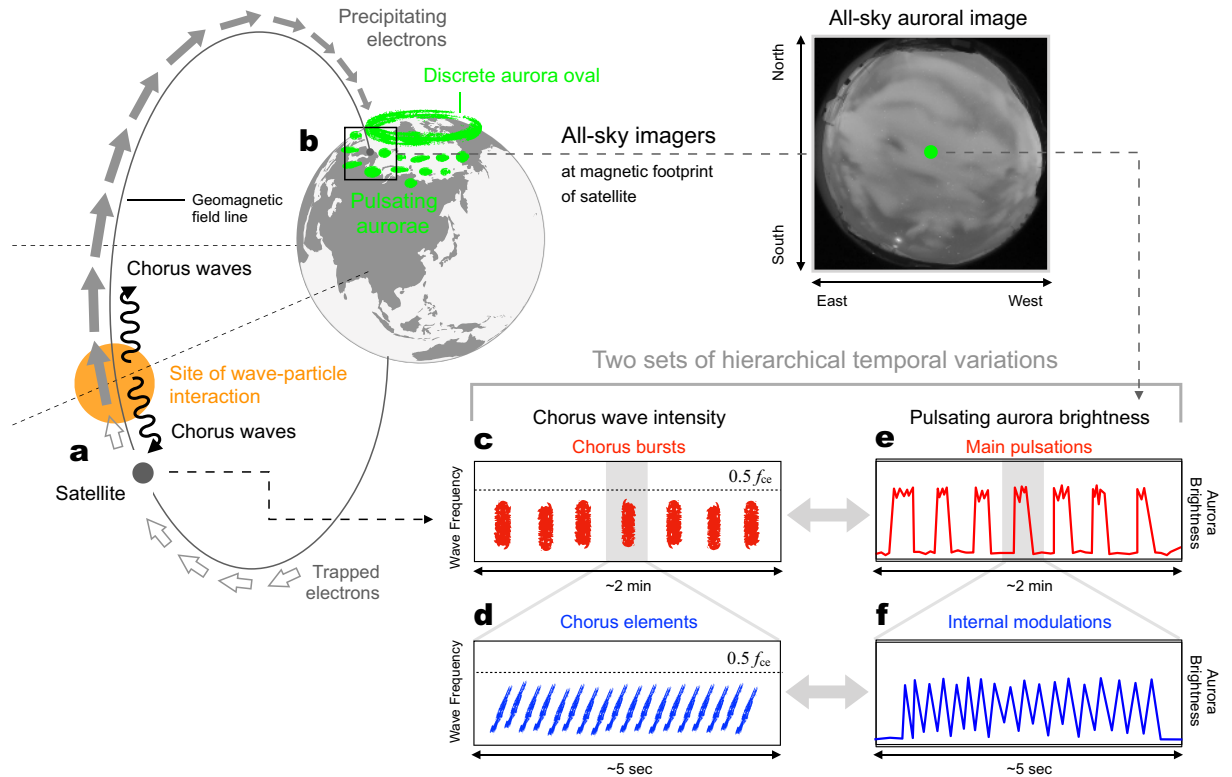 Precipitating
electrons
Discrete aurora oval
b
All-sky imagers
at magnetic footprint
of satellite
Pulsating
aurorae
Geomagnetic
field line
Chorus waves
Site of wave-particle
interaction
Chorus waves
a
Satellite
Trapped
electrons
All-sky auroral image
North
South
East
West
Two sets of hierarchical temporal variations
Chorus wave intensity
c
Chorus bursts
0.5 fce
Wave Frequency
~2 min
d
Chorus elements
0.5 fce
Wave Frequency
~5 sec
Pulsating aurora brightness
e
Main pulsations
Aurora
Brightness
~2 min
f
Internal modulations
Aurora
Brightness
~5 sec